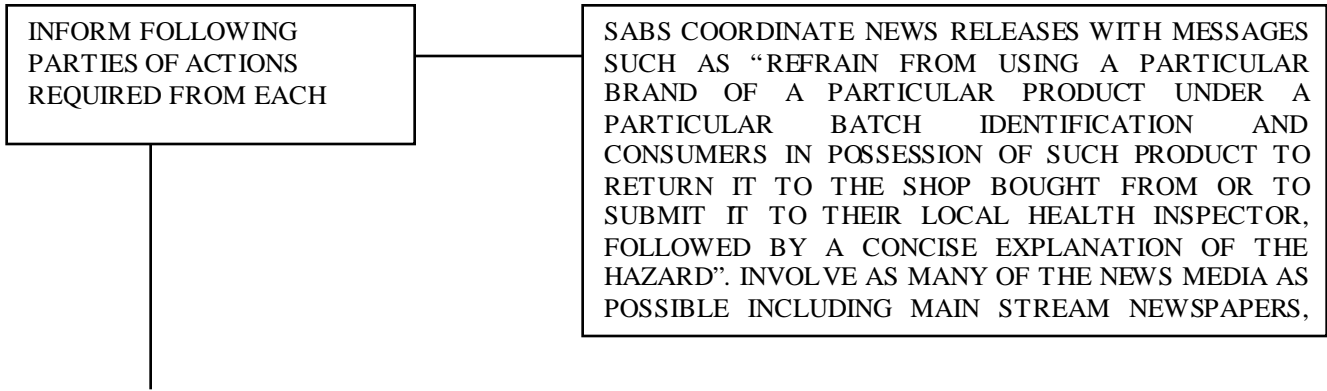 INFORM FOLLOWING
PARTIES OF ACTIONS
REQUIRED FROM EACH
SABS COORDINATE NEWS RELEASES WITH MESSAGES
SUCH AS “REFRAIN FROM USING A PARTICULAR
BRAND OF A PARTICULAR PRODUCT UNDER A
PARTICULAR BATCH IDENTIFICATION AND
CONSUMERS IN POSSESSION OF SUCH PRODUCT TO
RETURN IT TO THE SHOP BOUGHT FROM OR TO
SUBMIT IT TO THEIR LOCAL HEALTH INSPECTOR,
FOLLOWED BY A CONCISE EXPLANATION OF THE
HAZARD”. INVOLVE AS MANY OF THE NEWS MEDIA AS
POSSIBLE INCLUDING MAIN STREAM NEWSPAPERS,